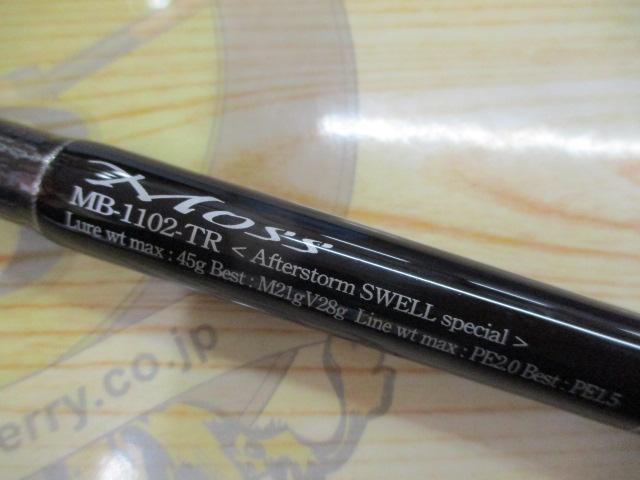 Moss
MB-1102-TR < Afterstorm SWELL special >
Lure wt max : 45g Best : M21gV28g Line wt max : PE2.0 Best : PE1.5
erry.co.jp